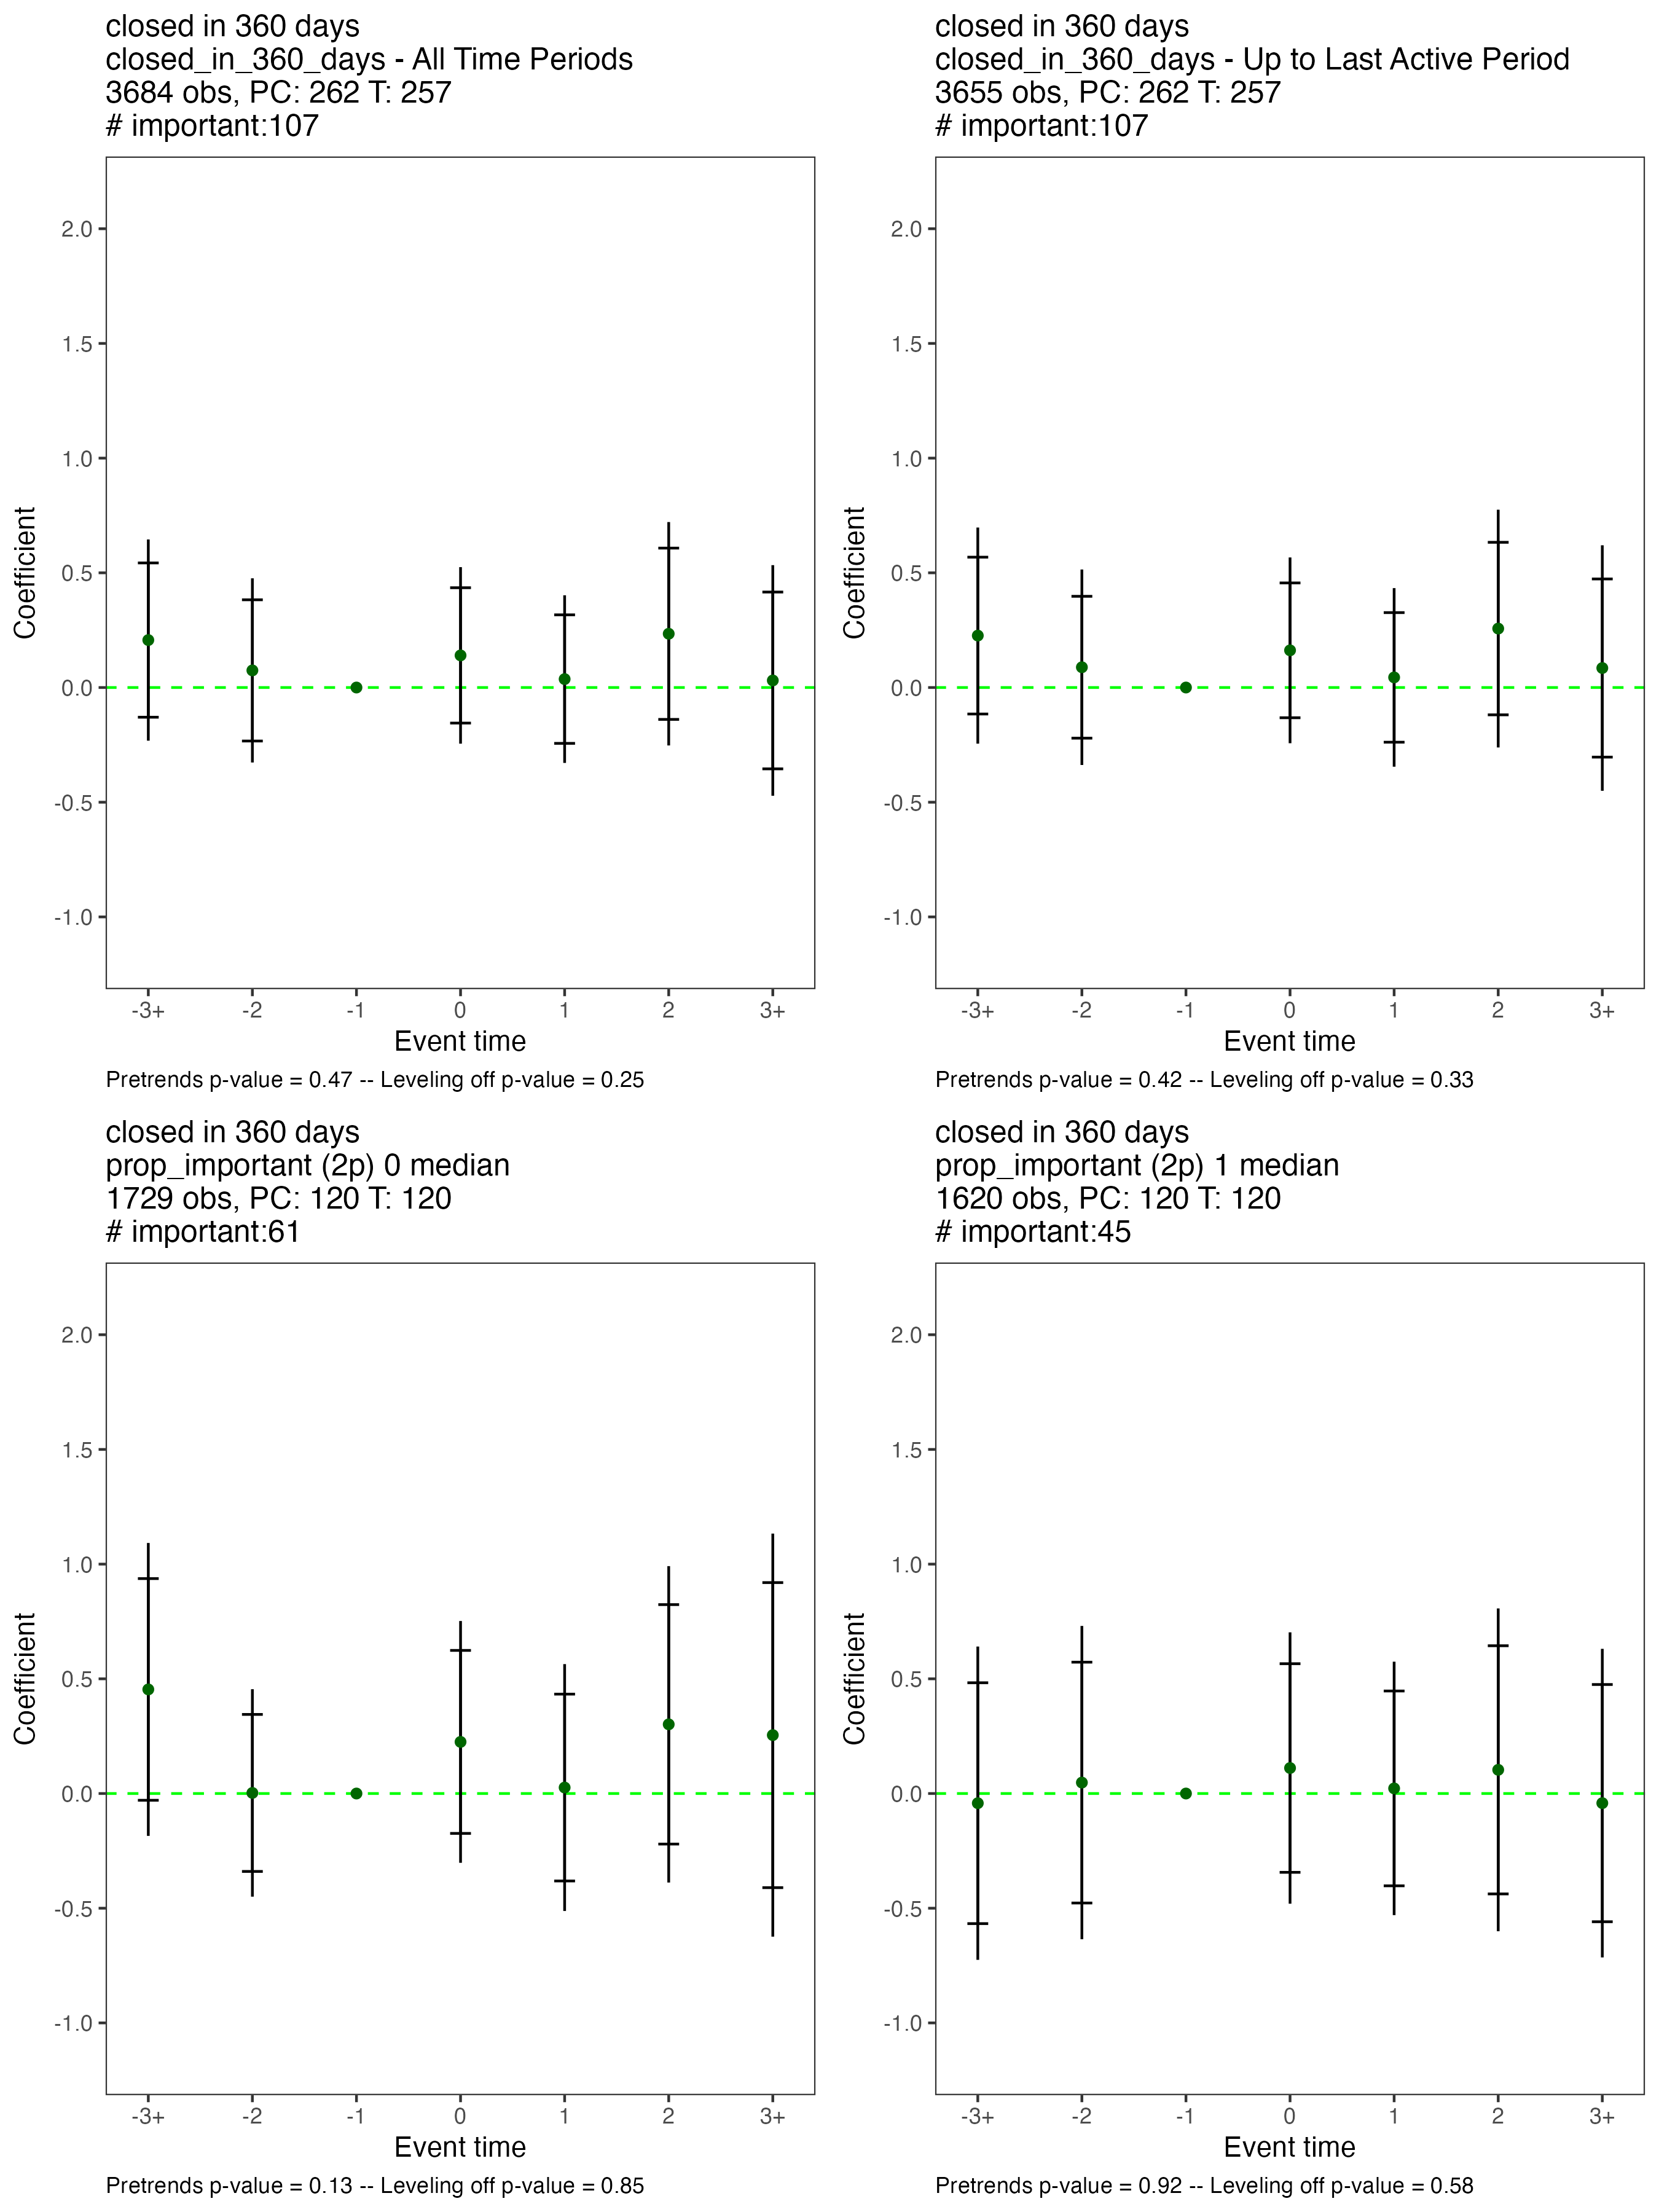 closed in 360 days
closed_in_360_days - All Time Periods
3684 obs, PC: 262 T: 257
# important:107
2.0
1.5
1.0
0.5
0.0
-0.5
-1.0
Coefficient
-3+ -2 -1 0 1 2 3+
Event time
Pretrends p-value = 0.47 -- Leveling off p-value = 0.25
closed in 360 days
closed_in_360_days - Up to Last Active Period
3655 obs, PC: 262 T: 257
# important:107
2.0
1.5
1.0
0.5
0.0
-0.5
-1.0
Coefficient
-3+ -2 -1 0 1 2 3+
Event time
Pretrends p-value = 0.42 -- Leveling off p-value = 0.33
closed in 360 days
prop_important (2p) 0 median
1729 obs, PC: 120 T: 120
# important:61
2.0
1.5
1.0
0.5
0.0
-0.5
-1.0
Coefficient
-3+ -2 -1 0 1 2 3+
Event time
Pretrends p-value = 0.13 -- Leveling off p-value = 0.85
closed in 360 days
prop_important (2p) 1 median
1620 obs, PC: 120 T: 120
# important:45
2.0
1.5
1.0
0.5
0.0
-0.5
-1.0
Coefficient
-3+ -2 -1 0 1 2 3+
Event time
Pretrends p-value = 0.92 -- Leveling off p-value = 0.58